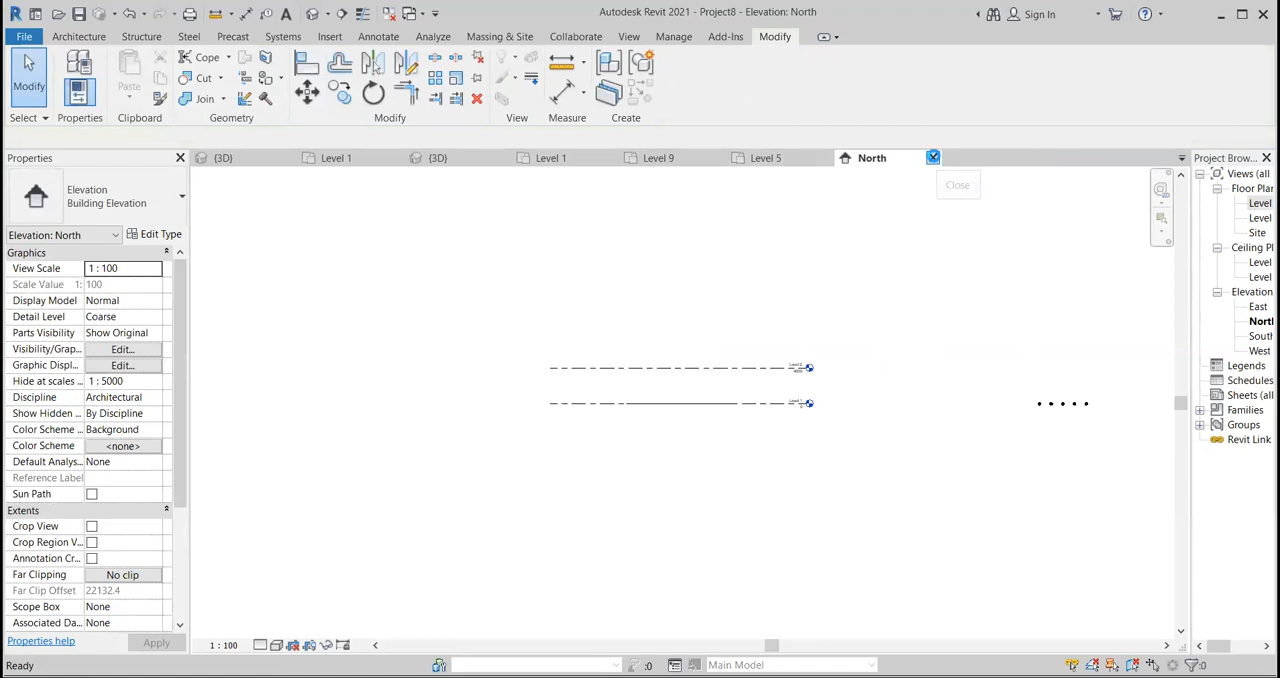 Autodesk Revit 2021 - Project8 - Elevation: North
Sign In
File Architecture Structure Steel Precast Systems Insert Annotate Analyze Massing & Site Collaborate View Manage Add-Ins Modify
Modify
Paste
Cope
Cut
Join
Select Properties Clipboard Geometry Modify View Measure Create
Properties
{3D} Level 1 {3D} Level 1 Level 9 Level 5 North
Close
Project Brow...
Elevation
Building Elevation
Elevation: North Edit Type
Graphics
View Scale 1 : 100
Scale Value 1: 100
Display Model Normal
Detail Level Coarse
Parts Visibility Show Original
Visibility/Grap... Edit...
Graphic Displ... Edit...
Hide at scales ... 1 : 5000
Discipline Architectural
Show Hidden ... By Discipline
Color Scheme ... Background
Color Scheme <none>
Default Analys... None
Reference Label
Sun Path
Extents
Crop View
Crop Region V...
Annotation Cr...
Far Clipping No clip
Far Clip Offset 22132.4
Scope Box None
Associated Da... None
Properties help Apply
Level 2
4000
Level 1
0
Views (all
Floor Plan
Level
Level
Site
Ceiling Pl
Level
Level
Elevation
East
North
South
West
Legends
Schedules
Sheets (all
Families
Groups
Revit Link
1 : 100
Ready
:0
Main Model
:0